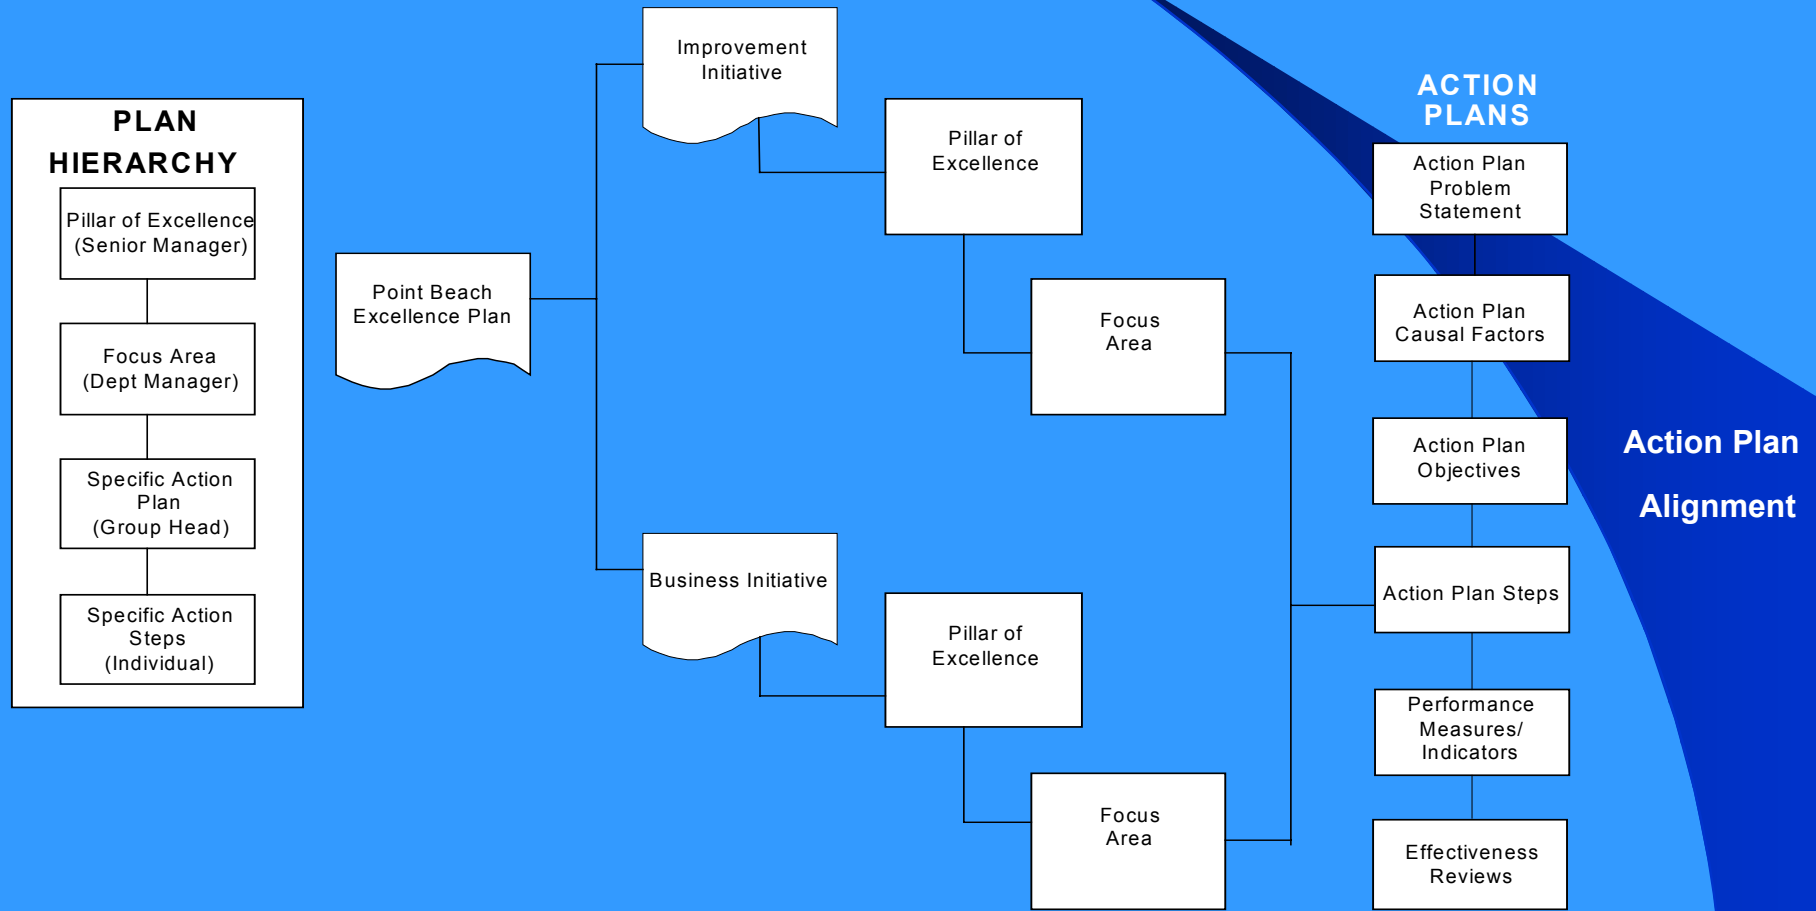 PLAN
HIERARCHY
Pillar of Excellence
(Senior Manager)
Focus Area
(Dept Manager)
Specific Action
Plan
(Group Head)
Specific Action
Steps
(Individual)
Point Beach
Excellence Plan
Improvement
Initiative
Pillar of
Excellence
Focus
Area
Business Initiative
Pillar of
Excellence
Focus
Area
ACTION
PLANS
Action Plan
Problem
Statement
Action Plan
Causal Factors
Action Plan
Objectives
Action Plan Steps
Performance
Measures/
Indicators
Effectiveness
Reviews
Action Plan
Alignment